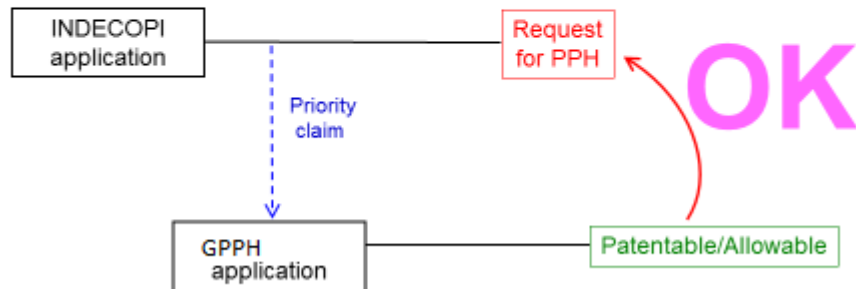 INDECOPI
application
Request
for PPH
OK
Priority
claim
GPPH
application
Patentable/Allowable